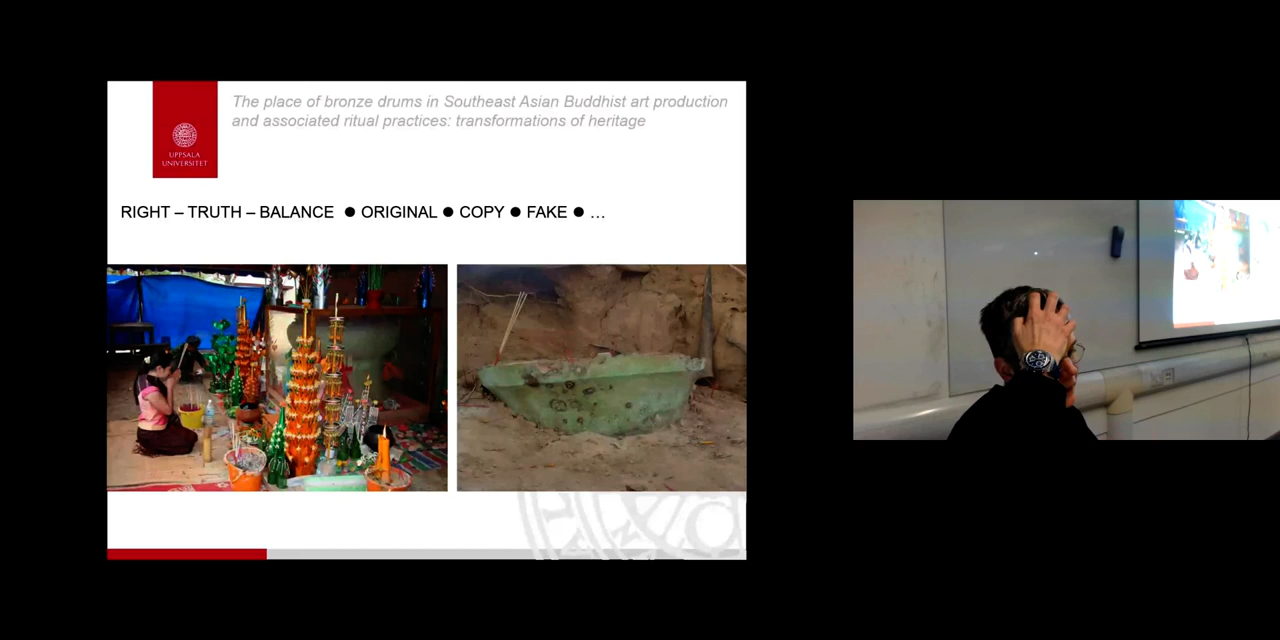 The place of bronze drums in Southeast Asian Buddhist art production
and associated ritual practices: transformations of heritage
UPPSALA
UNIVERSITET
RIGHT – TRUTH – BALANCE ● ORIGINAL ● COPY ● FAKE ● …